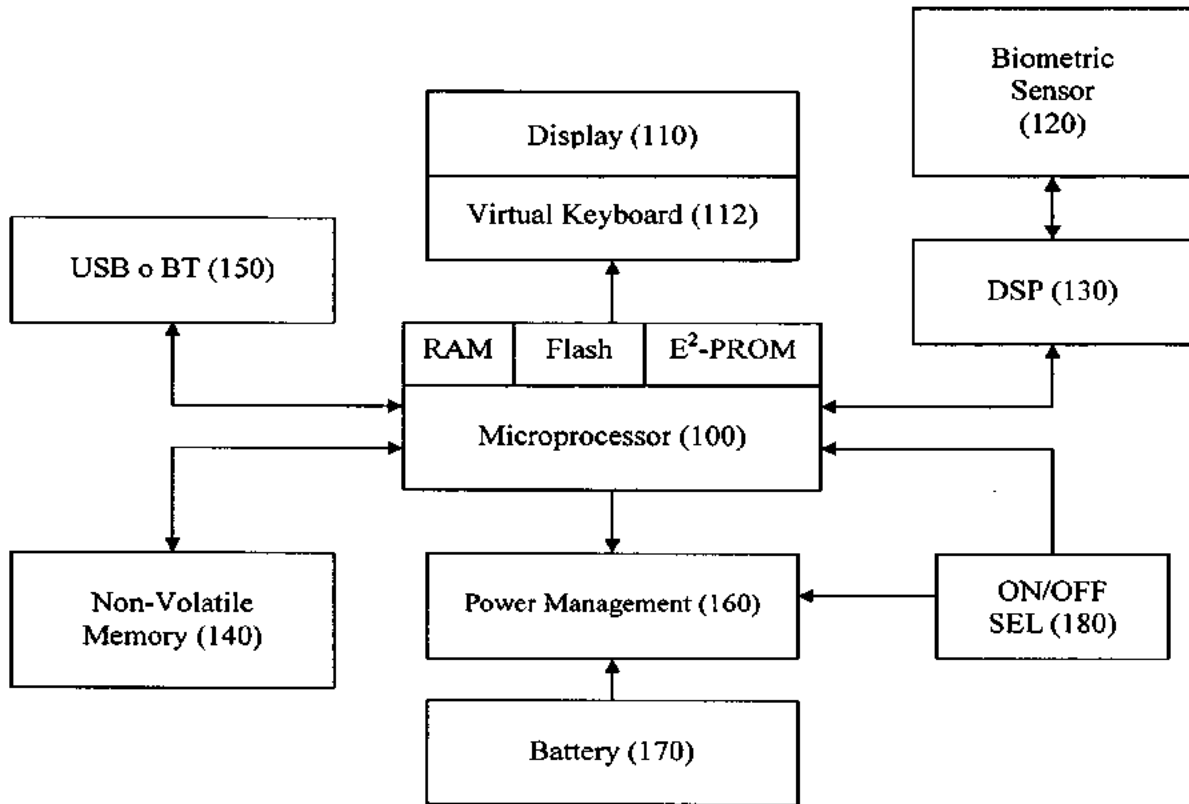 Biometric
Sensor
(120)
Display (110)
Virtual Keyboard (112)
USB o BT (150)
DSP (130)
RAM
Flash
E²-PROM
Microprocessor (100)
Non-Volatile
Memory (140)
Power Management (160)
ON/OFF
SEL (180)
Battery (170)